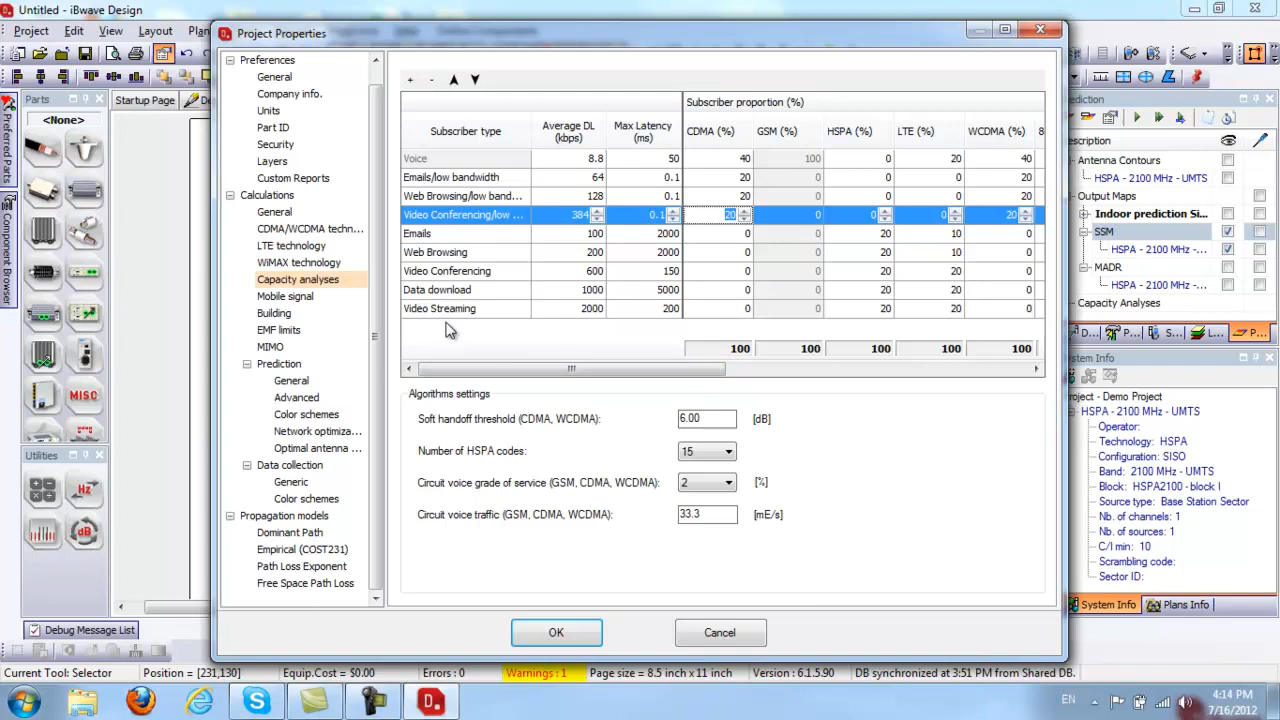 Untitled - iBwave Design
Project Edit View Layout Plan
Parts
<None>
Startup Page
Preferred Parts
Component Browser
MISC
Utilities
Hz
dB
Debug Message List
Project Properties
Preferences
General
Company info.
Units
Part ID
Security
Layers
Custom Reports
Calculations
General
CDMA/WCDMA techn...
LTE technology
WiMAX technology
Capacity analyses
Mobile signal
Building
EMF limits
MIMO
Prediction
General
Advanced
Color schemes
Network optimiza...
Optimal antenna ...
Data collection
Generic
Color schemes
Propagation models
Dominant Path
Empirical (COST231)
Path Loss Exponent
Free Space Path Loss
+ -
Subscriber proportion (%)
Subscriber type Average DL (kbps) Max Latency (ms) CDMA (%) GSM (%) HSPA (%) LTE (%) WCDMA (%) 8
Voice 8.8 50 40 100 0 20 40
Emails/low bandwidth 64 0.1 20 0 0 0 20
Web Browsing/low band... 128 0.1 20 0 0 0 20
Video Conferencing/low ... 384 0.1 20 0 0 0 20
Emails 100 2000 0 0 20 10 0
Web Browsing 200 2000 0 0 20 10 0
Video Conferencing 600 150 0 0 20 20 0
Data download 1000 5000 0 0 20 20 0
Video Streaming 2000 200 0 0 20 20 0
100 100 100 100 100
Algorithms settings
Soft handoff threshold (CDMA, WCDMA): 6.00 [dB]
Number of HSPA codes: 15
Circuit voice grade of service (GSM, CDMA, WCDMA): 2 [%]
Circuit voice traffic (GSM, CDMA, WCDMA): 33.3 [mE/s]
OK Cancel
ediction
escription
Antenna Contours
HSPA - 2100 MHz - UMTS
Output Maps
Indoor prediction Si...
SSM
HSPA - 2100 MHz -...
MADR
HSPA - 2100 MHz -...
Capacity Analyses
D... P... S... L... P...
System Info
roject - Demo Project
HSPA - 2100 MHz - UMTS
Operator:
Technology: HSPA
Configuration: SISO
Band: 2100 MHz - UMTS
Block: HSPA2100 - block I
Source type: Base Station Sector
Nb. of channels: 1
Nb. of sources: 1
C/I min: 10
Scrambling code:
Sector ID:
System Info Plans Info
Current Tool: Selector Position = [231,130] Equip.Cost = $0.00 Errors : 0 Warnings : 1 Page size = 8.5 inch x 11 inch Version : 6.1.5.90 DB synchronized at 3:51 PM from Shared DB.
EN
4:14 PM
7/16/2012